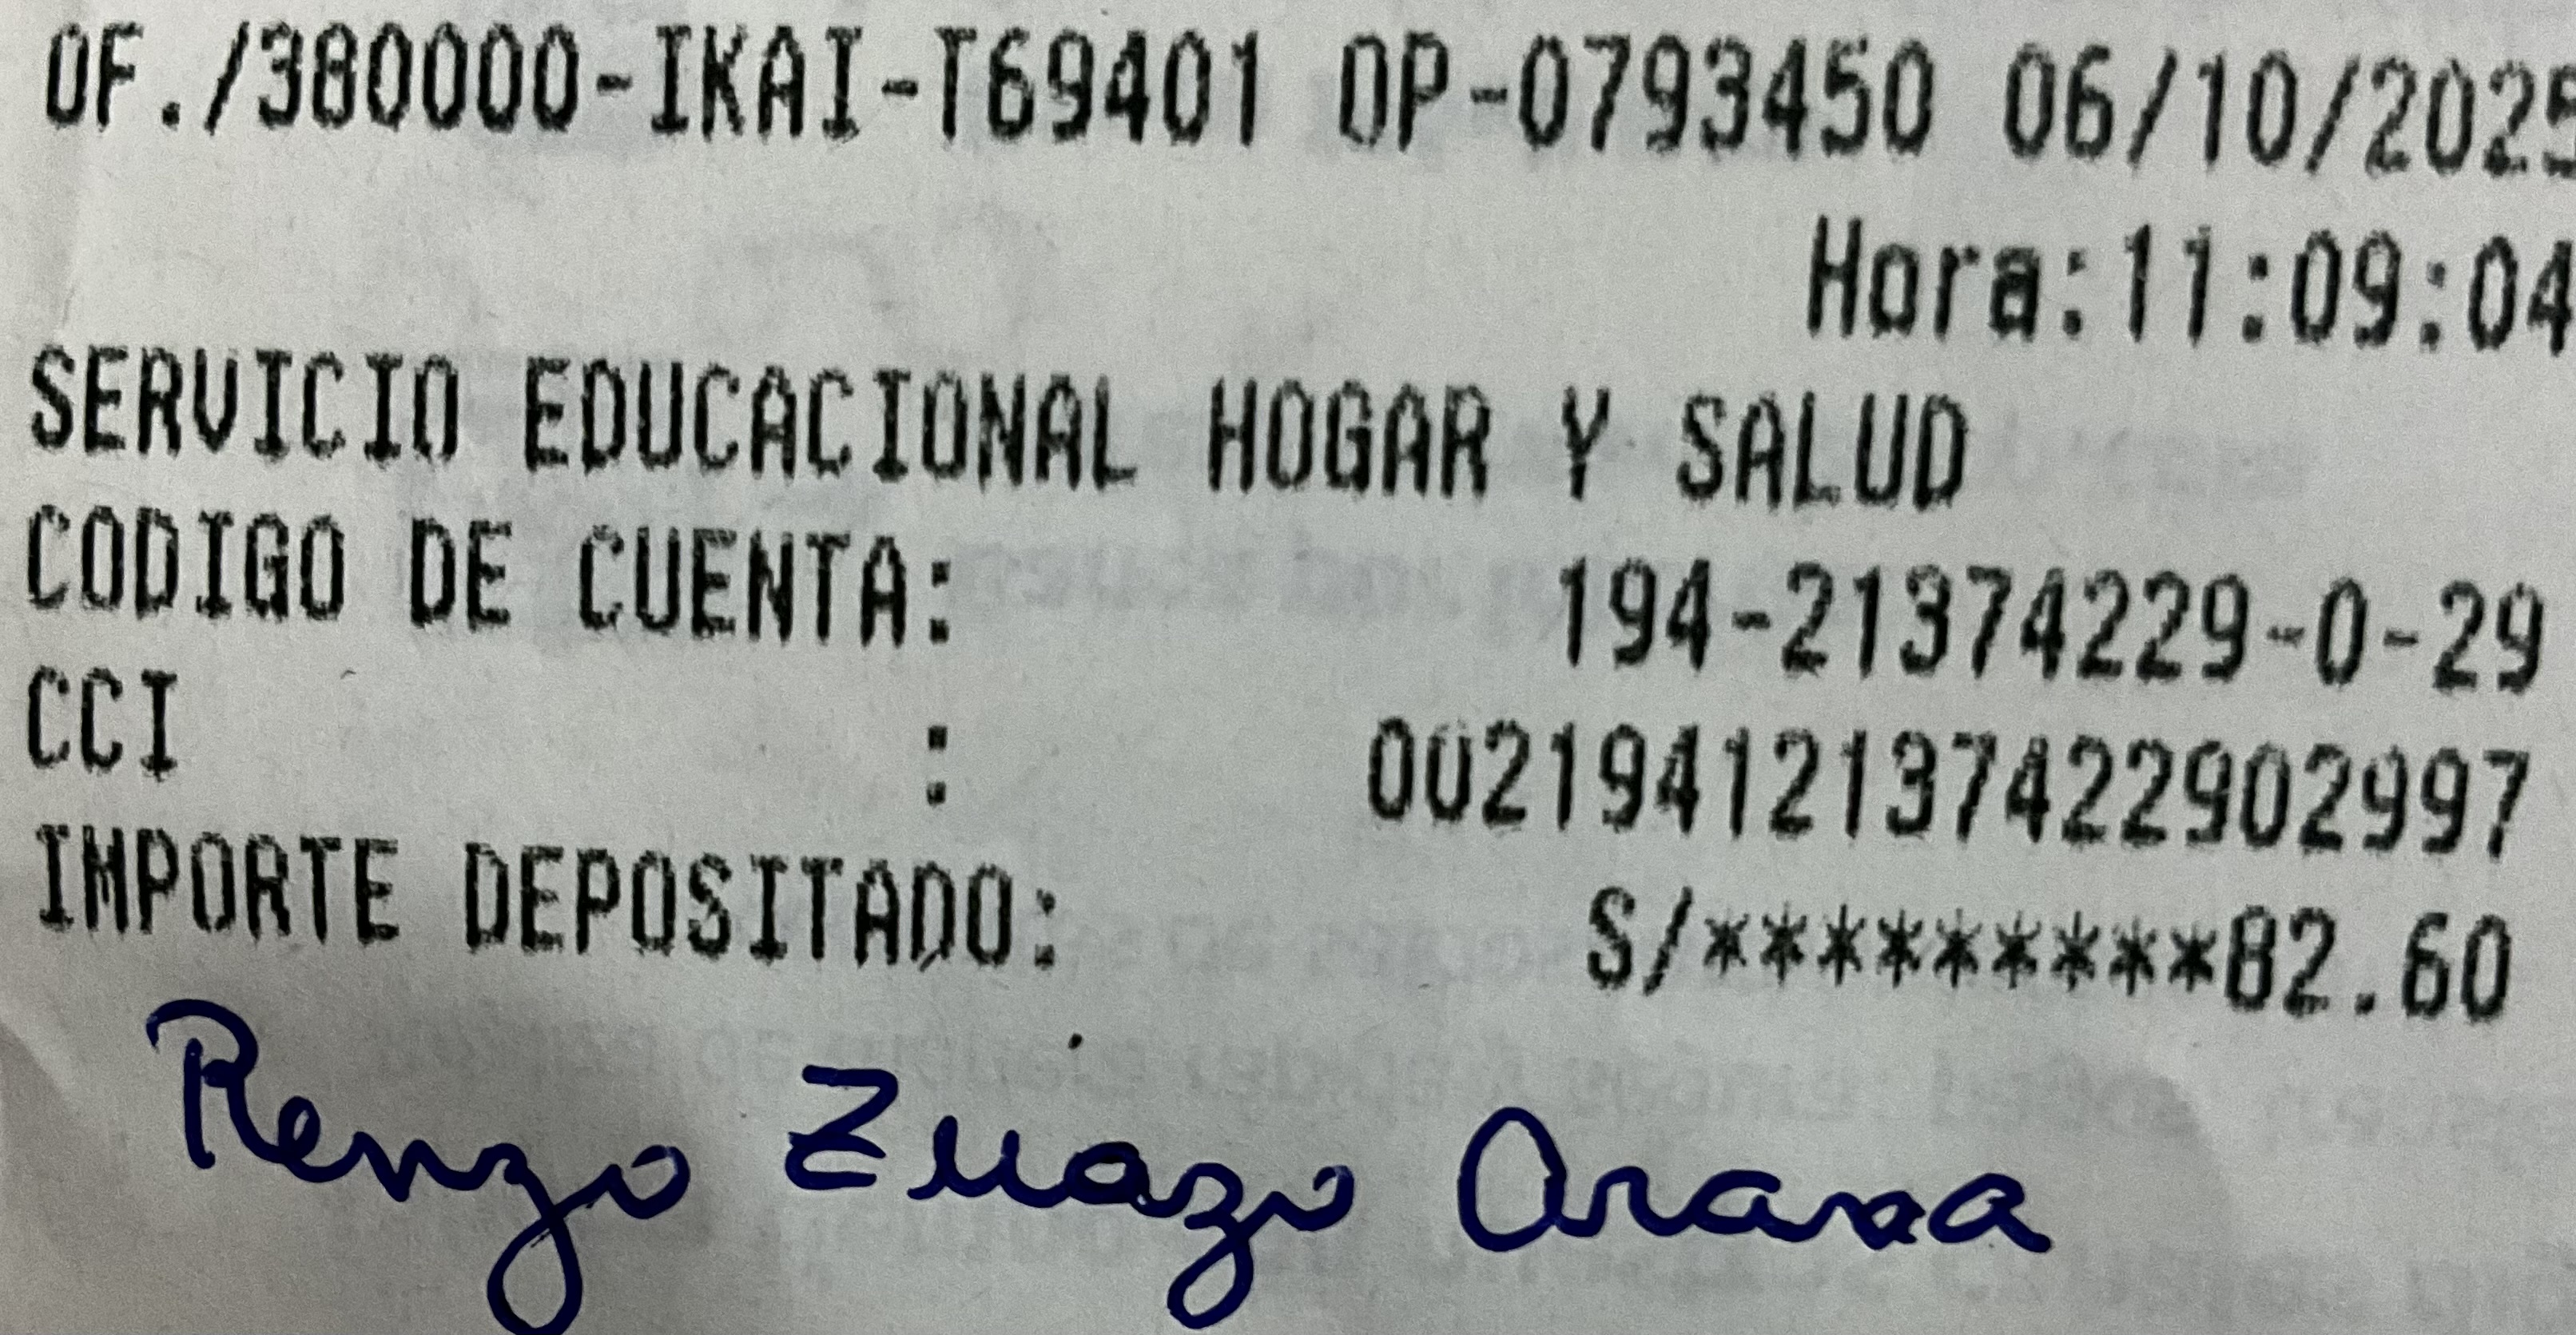 OF./380000-IKAI-T69401 OP-0793450 06/10/2025
Hora:11:09:04
SERVICIO EDUCACIONAL HOGAR Y SALUD
CODIGO DE CUENTA: 194-21374229-0-29
CCI : 00219412137422902997
IMPORTE DEPOSITADO: S/*********82.60
Renzo Zuazo